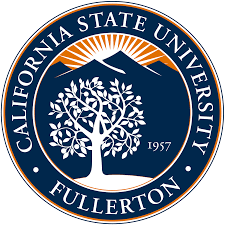 CALIFORNIA STATE UNIVERSITY
1957
· FULLERTON ·